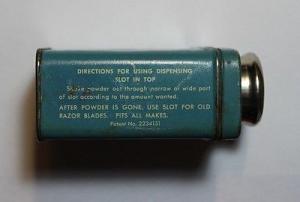 DIRECTIONS FOR USING DISPENSING
SLOT IN TOP
Shake powder out through narrow or wide part
of slot according to the amount wanted.
AFTER POWDER IS GONE, USE SLOT FOR OLD
RAZOR BLADES. FITS ALL MAKES.
Patent No. 2234131